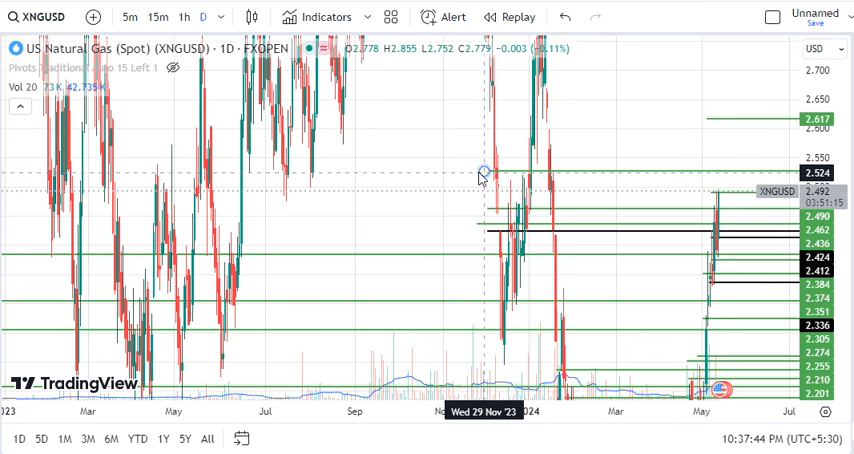 XNGUSD 5m 15m 1h D Indicators Alert Replay Unnamed
Save
US Natural Gas (Spot) (XNGUSD) · 1D · FXOPEN O2.778 H2.855 L2.752 C2.779 -0.003 (-0.11%) USD
Vol 20 73K 42.735K
2.700
2.650
2.617
2.600
2.550
2.524
XNGUSD 2.492
03:51:15
2.490
2.462
2.436
2.424
2.412
2.384
2.374
2.351
2.336
2.305
2.274
2.255
2.210
2.201
TradingView
2023 Mar May Jul Sep Wed 29 Nov '23 2024 Mar May Jul
1D 5D 1M 3M 6M YTD 1Y 5Y All 10:37:44 PM (UTC+5:30)